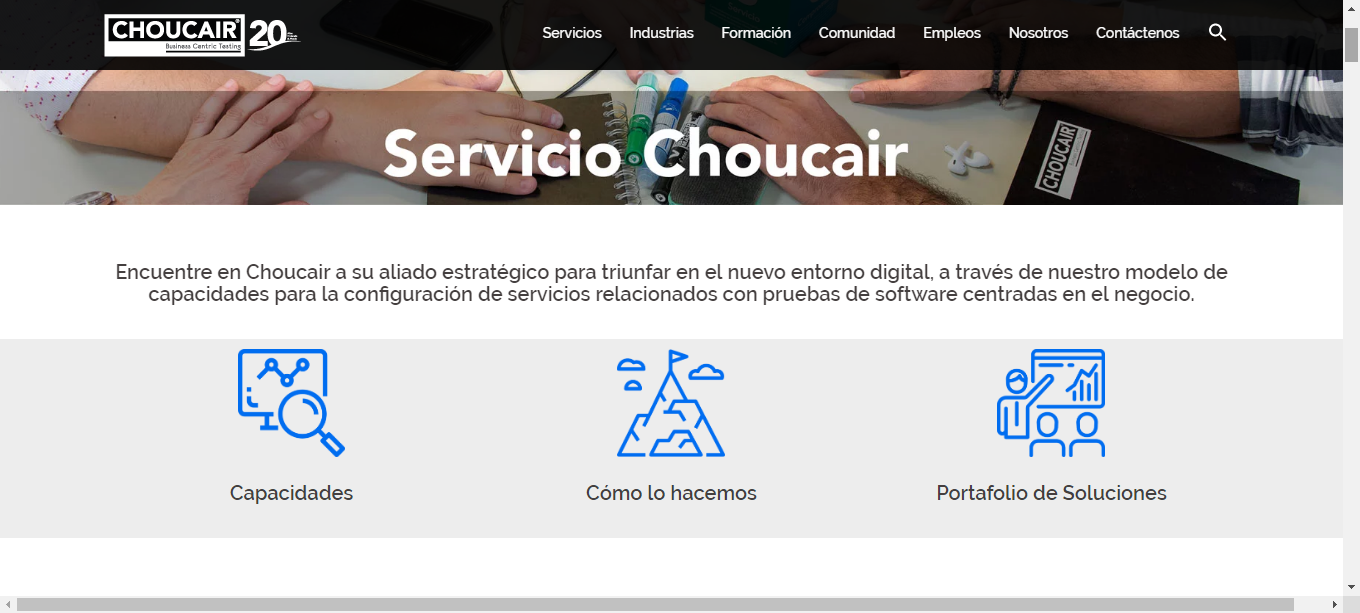 CHOUCAIR®
Business Centric Testing
20
Servicios Industrias Formación Comunidad Empleos Nosotros Contáctenos
Servicio Choucair
CHOUCAIR
Encuentre en Choucair a su aliado estratégico para triunfar en el nuevo entorno digital, a través de nuestro modelo de
capacidades para la configuración de servicios relacionados con pruebas de software centradas en el negocio.
Capacidades Cómo lo hacemos Portafolio de Soluciones